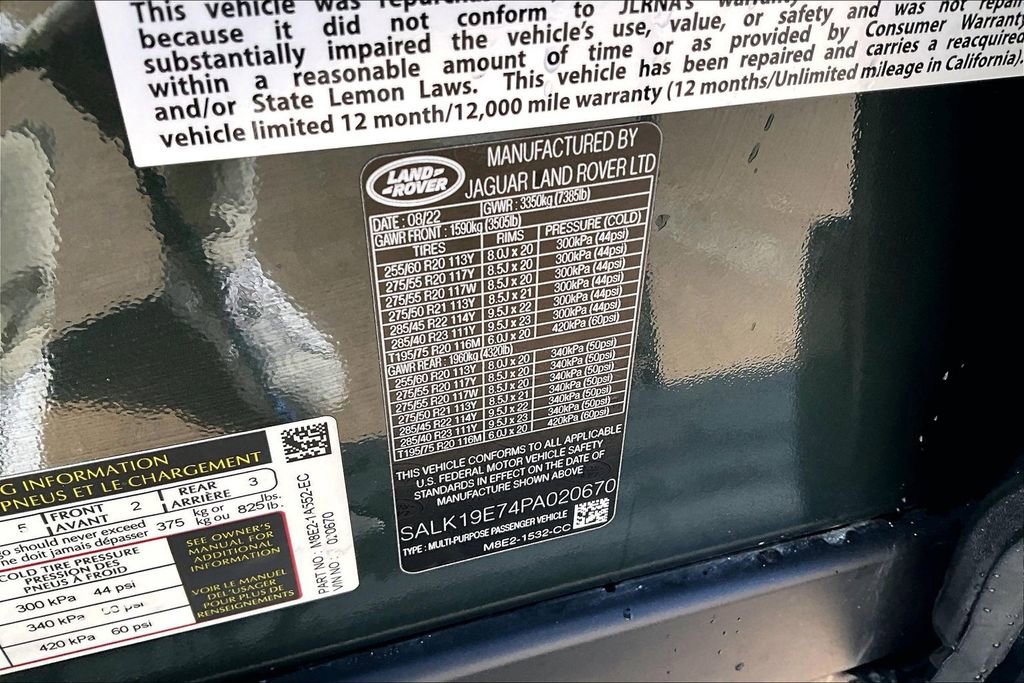 This vehicle was
because it did not conform to JLRNA's
substantially impaired the vehicle's use, value, or safety and was not repair
within a reasonable amount of time or as provided by Consumer Warranty
and/or State Lemon Laws. This vehicle has been repaired and carries a reacquired
vehicle limited 12 month/12,000 mile warranty (12 months/Unlimited mileage in California).
LAND-
-ROVER
MANUFACTURED BY
JAGUAR LAND ROVER LTD
DATE : 08/22 GVWR : 3350kg (7385lb)
GAWR FRONT : 1590kg (3505lb)
TIRES RIMS PRESSURE (COLD)
255/60 R20 113Y 8.0J x 20 300kPa (44psi)
275/55 R20 117Y 8.5J x 20 300kPa (44psi)
275/55 R20 117W 8.5J x 20 300kPa (44psi)
275/50 R21 113Y 8.5J x 21 300kPa (44psi)
285/45 R22 114Y 9.5J x 22 300kPa (44psi)
285/40 R23 111Y 9.5J x 23 300kPa (44psi)
T195/75 R20 116M 6.0J x 20 420kPa (60psi)
GAWR REAR : 1960kg (4320lb)
255/60 R20 113Y 8.0J x 20 340kPa (50psi)
275/55 R20 117Y 8.5J x 20 340kPa (50psi)
275/55 R20 117W 8.5J x 20 340kPa (50psi)
275/50 R21 113Y 8.5J x 21 340kPa (50psi)
285/45 R22 114Y 9.5J x 22 340kPa (50psi)
285/40 R23 111Y 9.5J x 23 340kPa (50psi)
T195/75 R20 116M 6.0J x 20 420kPa (60psi)
THIS VEHICLE CONFORMS TO ALL APPLICABLE
U.S. FEDERAL MOTOR VEHICLE SAFETY
STANDARDS IN EFFECT ON THE DATE OF
MANUFACTURE SHOWN ABOVE
SALK19E74PA020670
TYPE : MULTI-PURPOSE PASSENGER VEHICLE
M8E2-1532-CC
G INFORMATION
PNEUS ET LE CHARGEMENT
FRONT 2 REAR 3
AVANT ARRIÈRE
go should never exceed 375 kg or 825 lbs.
ne doit jamais dépasser kg ou
COLD TIRE PRESSURE
PRESSION DES
PNEUS À FROID
300 kPa 44 psi
340 kPa psi
420 kPa 60 psi
SEE OWNER'S
MANUAL FOR
ADDITIONAL
INFORMATION
VOIR LE MANUEL
DE L'USAGER
POUR PLUS DE
RENSEIGNEMENTS
PART NO : M8E2-1A552-EC
VIN NO : 020670